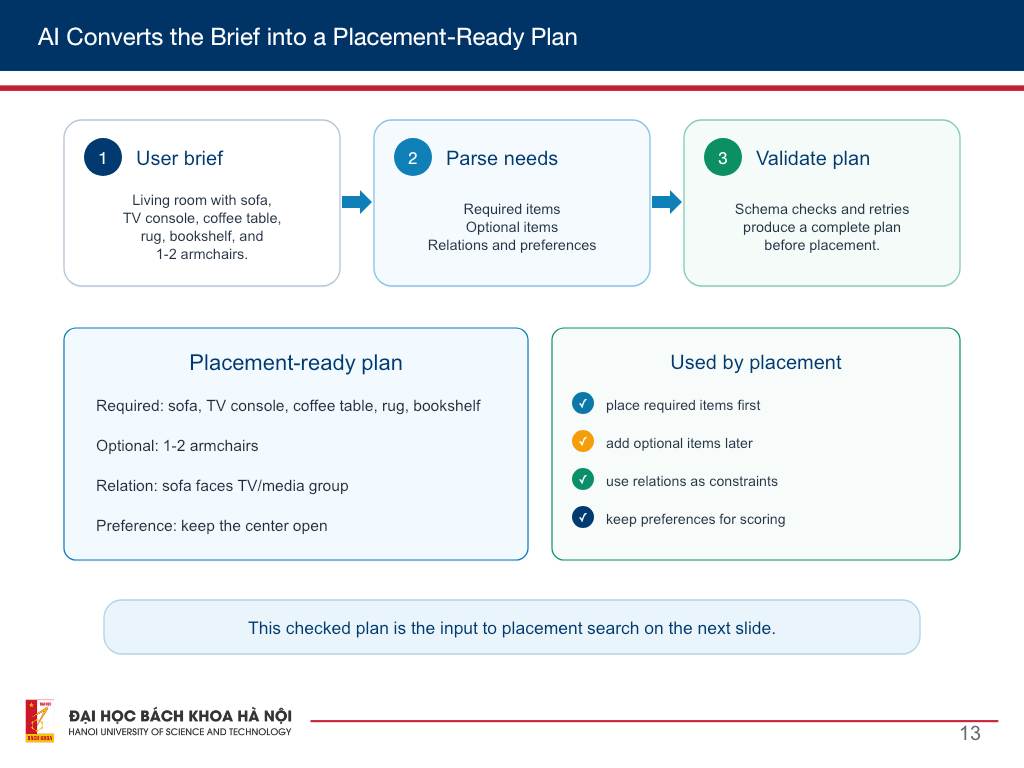 AI Converts the Brief into a Placement-Ready Plan
1 User brief
Living room with sofa,
TV console, coffee table,
rug, bookshelf, and
1-2 armchairs.
2 Parse needs
Required items
Optional items
Relations and preferences
3 Validate plan
Schema checks and retries
produce a complete plan
before placement.
Placement-ready plan
Required: sofa, TV console, coffee table, rug, bookshelf
Optional: 1-2 armchairs
Relation: sofa faces TV/media group
Preference: keep the center open
Used by placement
✓ place required items first
✓ add optional items later
✓ use relations as constraints
✓ keep preferences for scoring
This checked plan is the input to placement search on the next slide.
ĐẠI HỌC
BÁCH KHOA
ĐẠI HỌC BÁCH KHOA HÀ NỘI
HANOI UNIVERSITY OF SCIENCE AND TECHNOLOGY
13